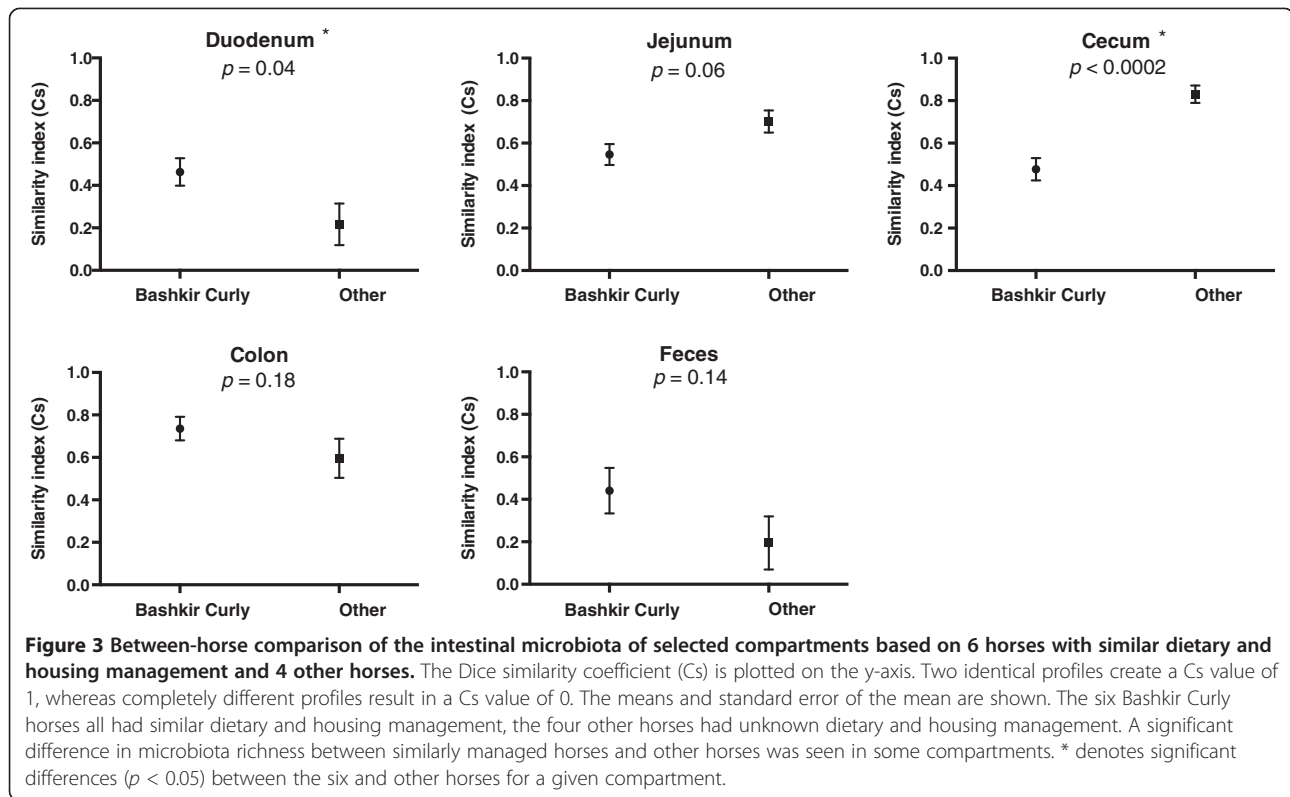 Duodenum *
p = 0.04
1.0
0.8
0.6
0.4
0.2
0.0
Similarity index (Cs)
Bashkir Curly
Other
Jejunum
p = 0.06
1.0
0.8
0.6
0.4
0.2
0.0
Similarity index (Cs)
Bashkir Curly
Other
Cecum *
p < 0.0002
1.0
0.8
0.6
0.4
0.2
0.0
Similarity index (Cs)
Bashkir Curly
Other
Colon
p = 0.18
1.0
0.8
0.6
0.4
0.2
0.0
Similarity index (Cs)
Bashkir Curly
Other
Feces
p = 0.14
1.0
0.8
0.6
0.4
0.2
0.0
Similarity index (Cs)
Bashkir Curly
Other
Figure 3 Between-horse comparison of the intestinal microbiota of selected compartments based on 6 horses with similar dietary and
housing management and 4 other horses. The Dice similarity coefficient (Cs) is plotted on the y-axis. Two identical profiles create a Cs value of
1, whereas completely different profiles result in a Cs value of 0. The means and standard error of the mean are shown. The six Bashkir Curly
horses all had similar dietary and housing management, the four other horses had unknown dietary and housing management. A significant
difference in microbiota richness between similarly managed horses and other horses was seen in some compartments. * denotes significant
differences (p < 0.05) between the six and other horses for a given compartment.